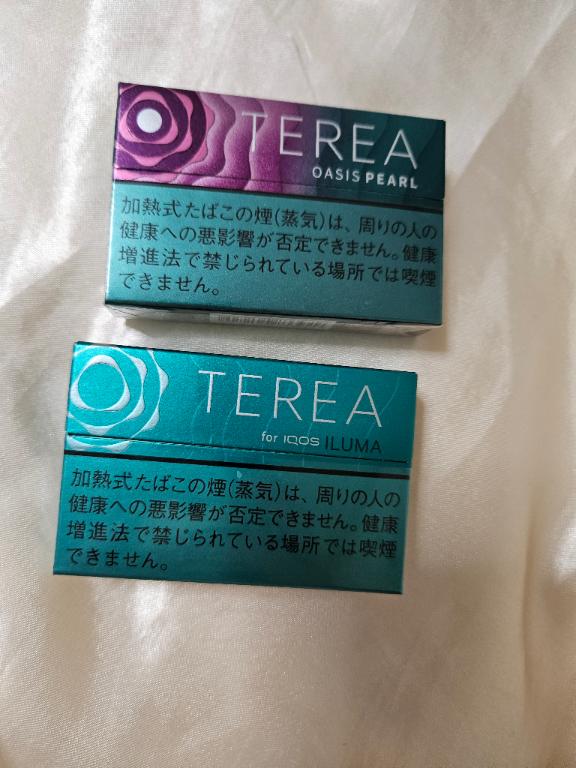 TEREA
OASIS PEARL
加熱式たばこの煙(蒸気)は、周りの人の
健康への悪影響が否定できません。健康
増進法で禁じられている場所では喫煙
できません。
TEREA
for IQOS ILUMA
加熱式たばこの煙(蒸気)は、周りの人の
健康への悪影響が否定できません。健康
増進法で禁じられている場所では喫煙
できません。